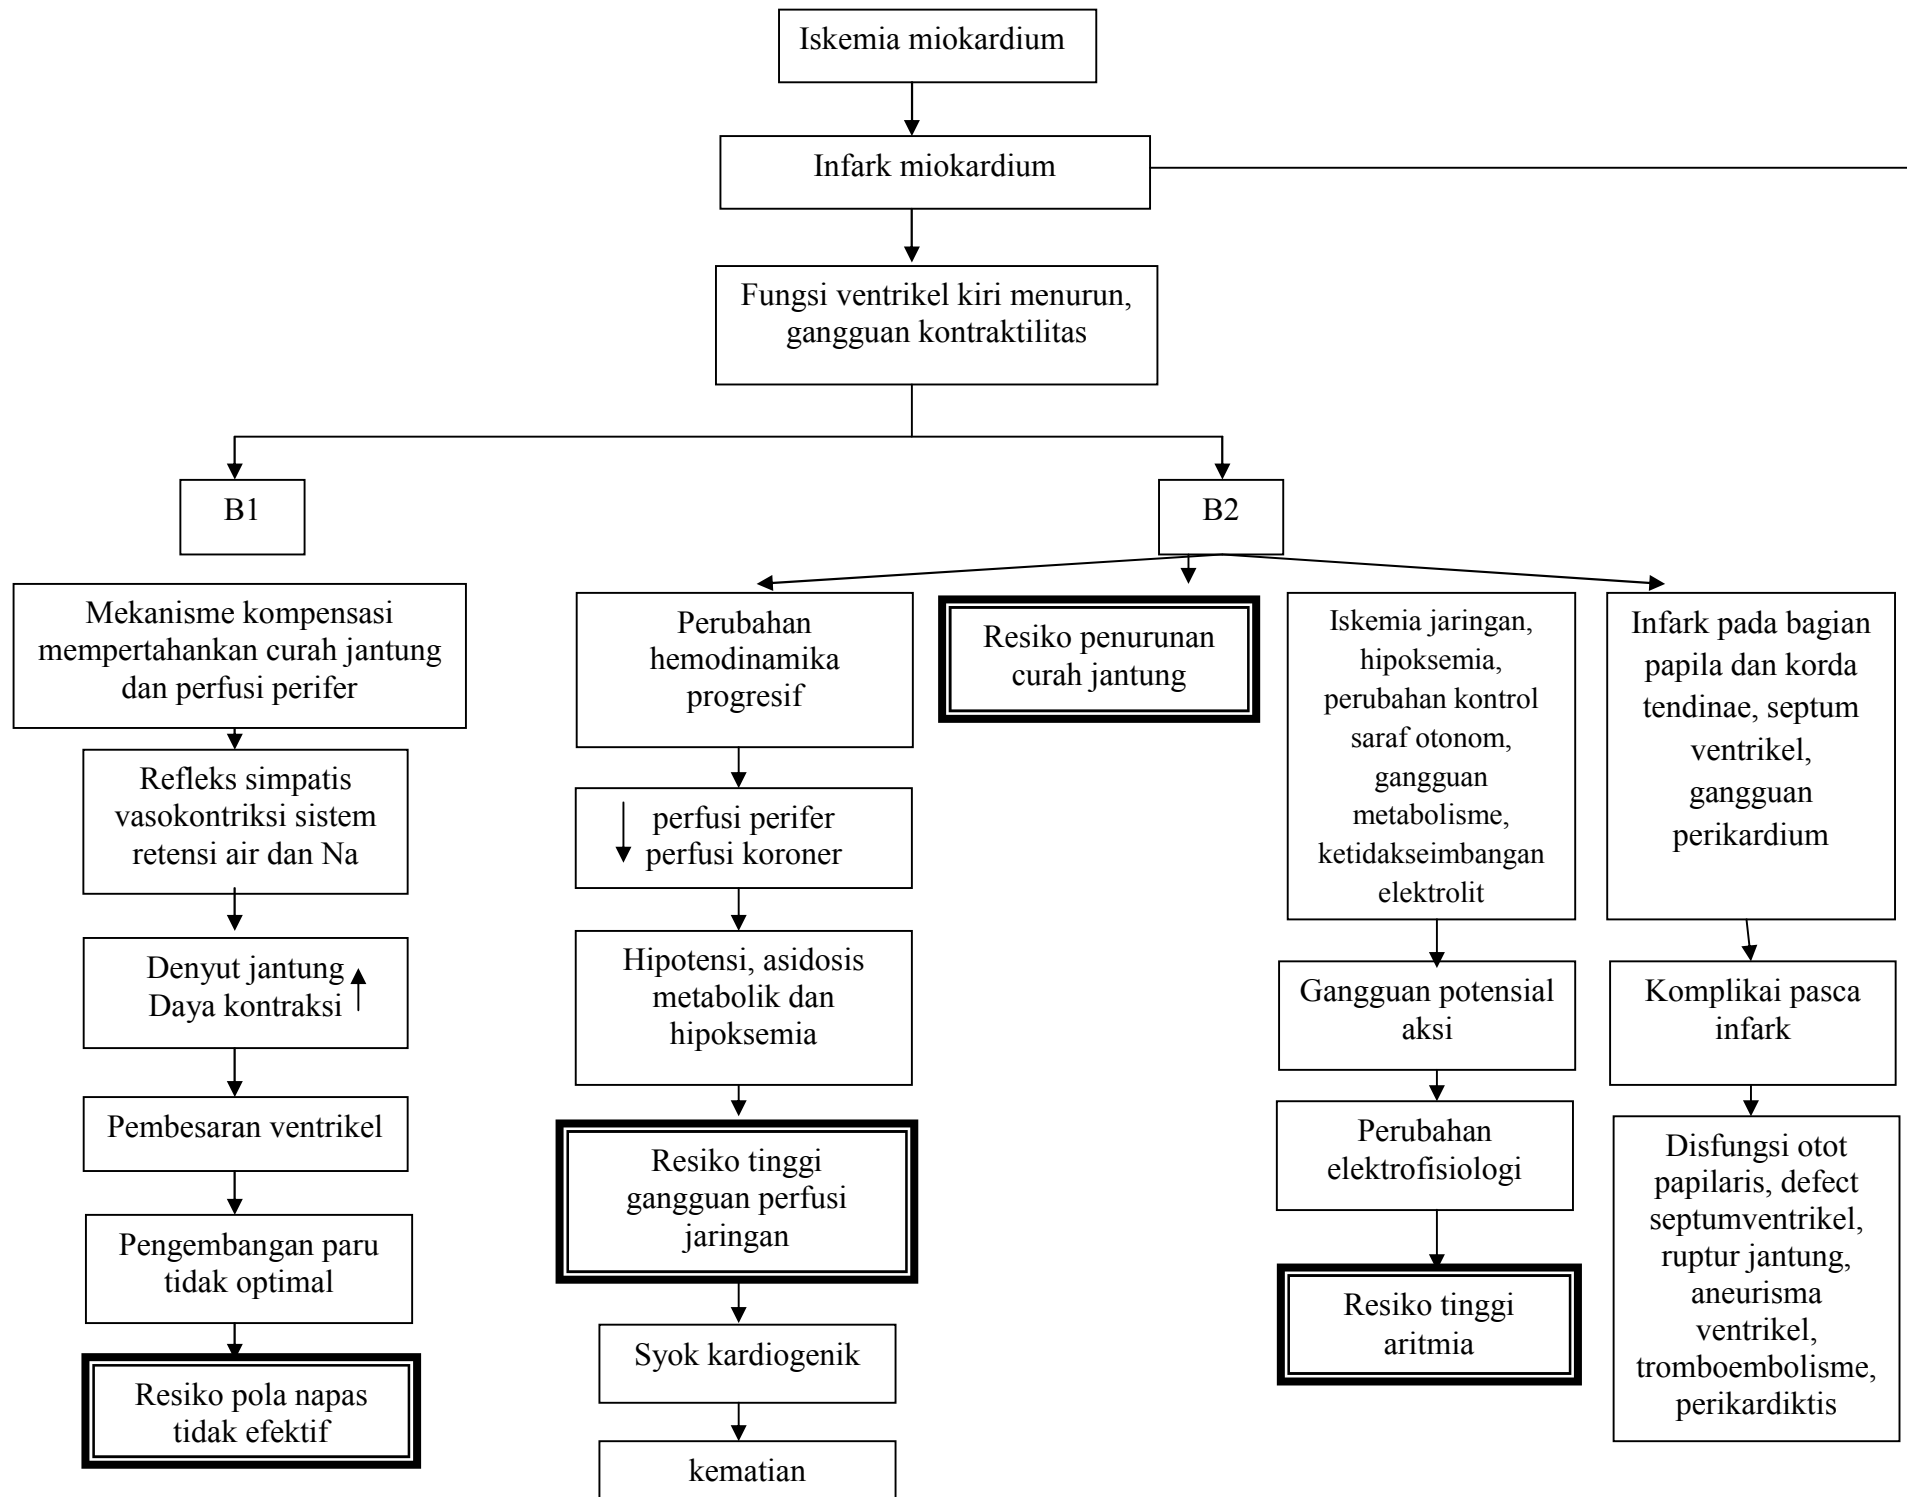 Iskemia miokardium
Infark miokardium
Fungsi ventrikel kiri menurun,
gangguan kontraktilitas
B1
B2
Mekanisme kompensasi
mempertahankan curah jantung
dan perfusi perifer
Refleks simpatis
vasokontriksi sistem
retensi air dan Na
Denyut jantung
Daya kontraksi
Pembesaran ventrikel
Pengembangan paru
tidak optimal
Resiko pola napas
tidak efektif
Perubahan
hemodinamika
progresif
perfusi perifer
perfusi koroner
Hipotensi, asidosis
metabolik dan
hipoksemia
Resiko tinggi
gangguan perfusi
jaringan
Syok kardiogenik
kematian
Resiko penurunan
curah jantung
Iskemia jaringan,
hipoksemia,
perubahan kontrol
saraf otonom,
gangguan
metabolisme,
ketidakseimbangan
elektrolit
Gangguan potensial
aksi
Perubahan
elektrofisiologi
Resiko tinggi
aritmia
Infark pada bagian
papila dan korda
tendinae, septum
ventrikel,
gangguan
perikardium
Komplikai pasca
infark
Disfungsi otot
papilaris, defect
septumventrikel,
ruptur jantung,
aneurisma
ventrikel,
tromboembolisme,
perikardiktis